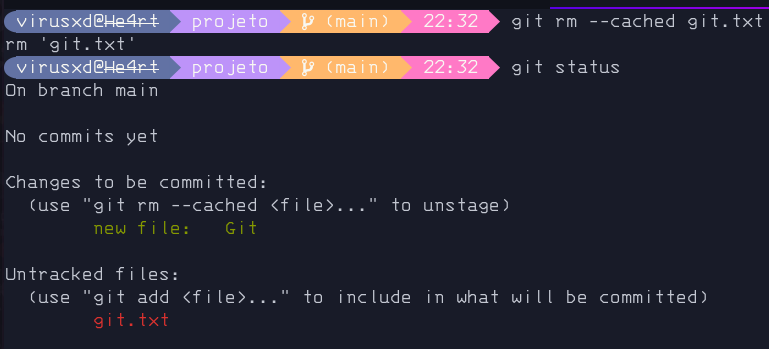 virusxd@He4rt projeto (main) 22:32 git rm --cached git.txt
rm 'git.txt'
virusxd@He4rt projeto (main) 22:32 git status
On branch main
No commits yet
Changes to be committed:
(use "git rm --cached <file>..." to unstage)
new file: Git
Untracked files:
(use "git add <file>..." to include in what will be committed)
git.txt